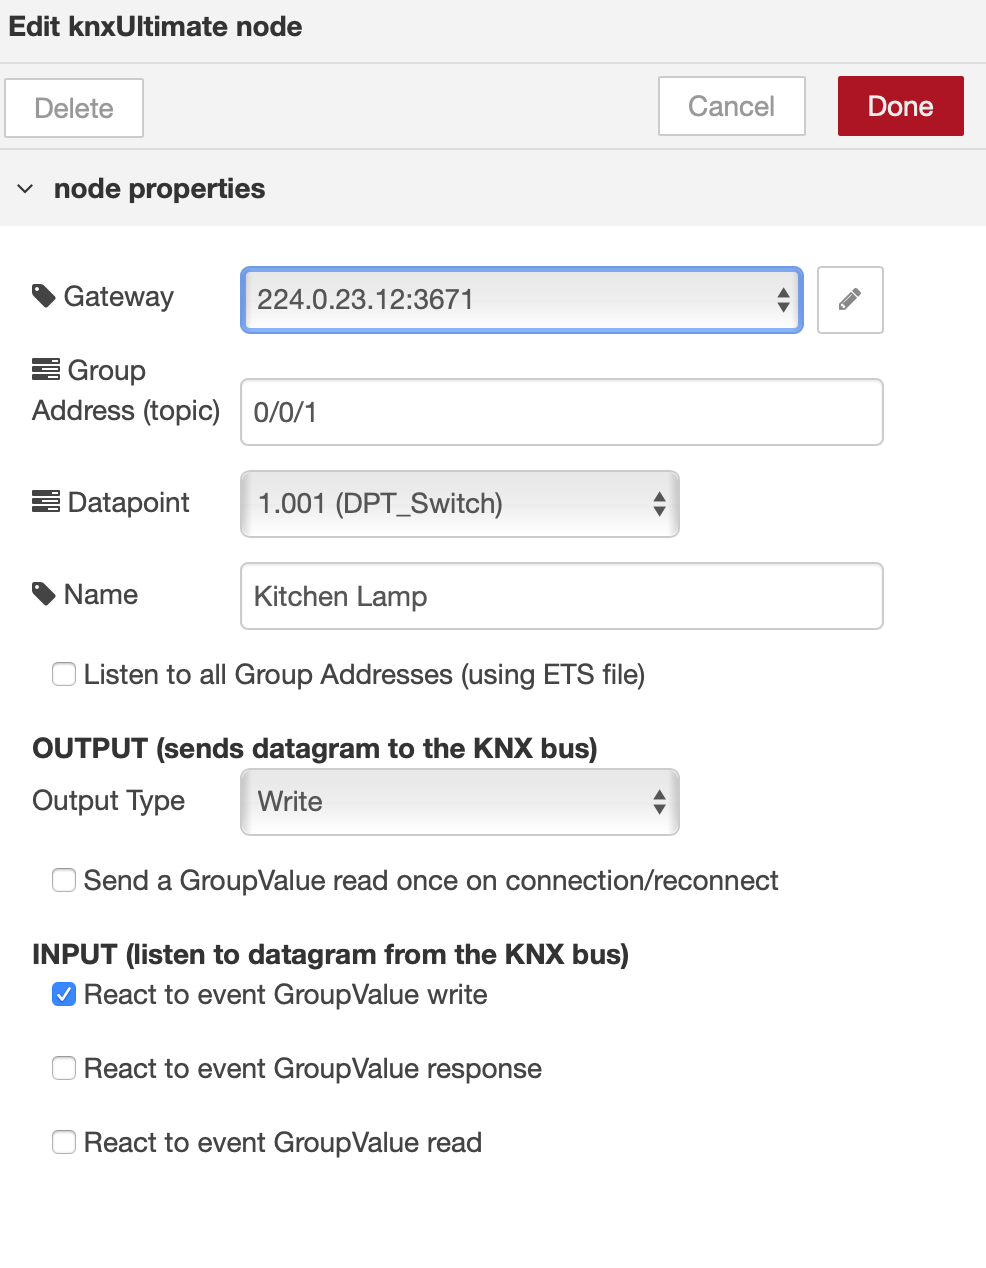 Edit knxUltimate node
Delete
Cancel
Done
node properties
Gateway
224.0.23.12:3671
Group
Address (topic)
0/0/1
Datapoint
1.001 (DPT_Switch)
Name
Kitchen Lamp
Listen to all Group Addresses (using ETS file)
OUTPUT (sends datagram to the KNX bus)
Output Type
Write
Send a GroupValue read once on connection/reconnect
INPUT (listen to datagram from the KNX bus)
React to event GroupValue write
React to event GroupValue response
React to event GroupValue read